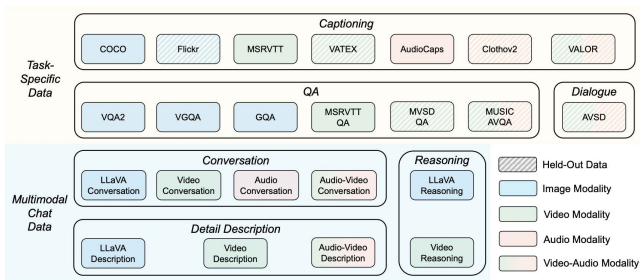 Captioning
COCO
Flickr
MSRVTT
VATEX
AudioCaps
Clothov2
VALOR
Task-
Specific
Data
QA
VQA2
VGQA
GQA
MSRVTT
QA
MVSD
QA
MUSIC
AVQA
Dialogue
AVSD
Multimodal
Chat
Data
Conversation
LLaVA
Conversation
Video
Conversation
Audio
Conversation
Audio-Video
Conversation
Reasoning
LLaVA
Reasoning
Video
Reasoning
Detail Description
LLaVA
Description
Video
Description
Audio-Video
Description
Held-Out Data
Image Modality
Video Modality
Audio Modality
Video-Audio Modality